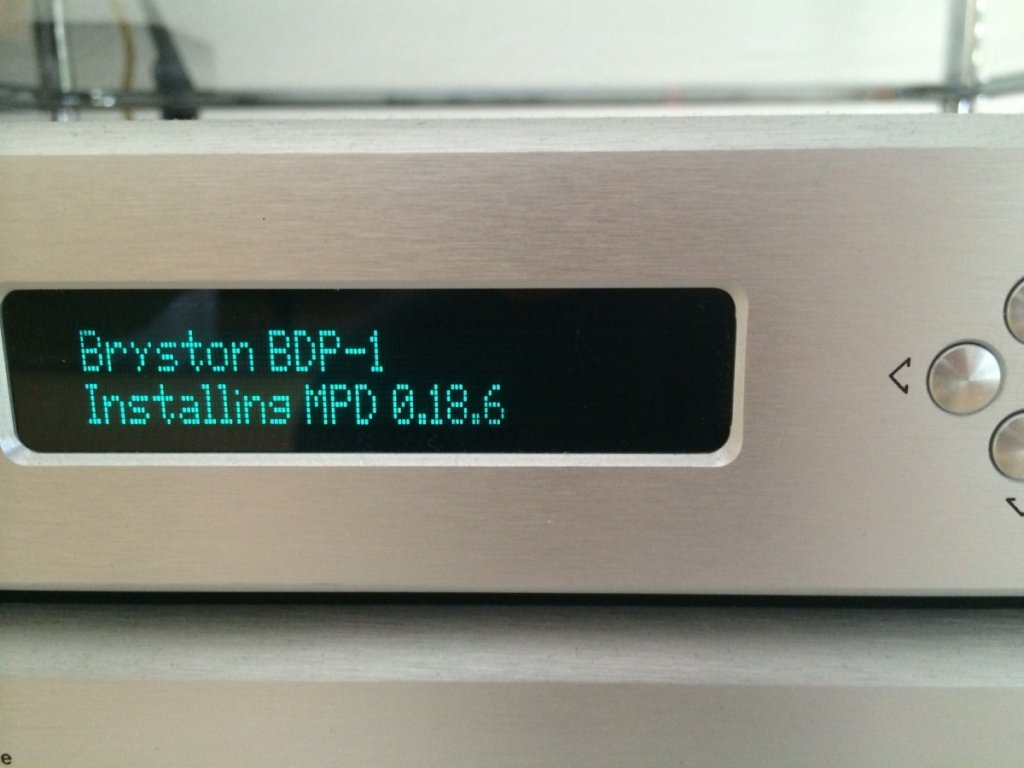 Bryston BDP-1
Installing MPD 0.18.6
e